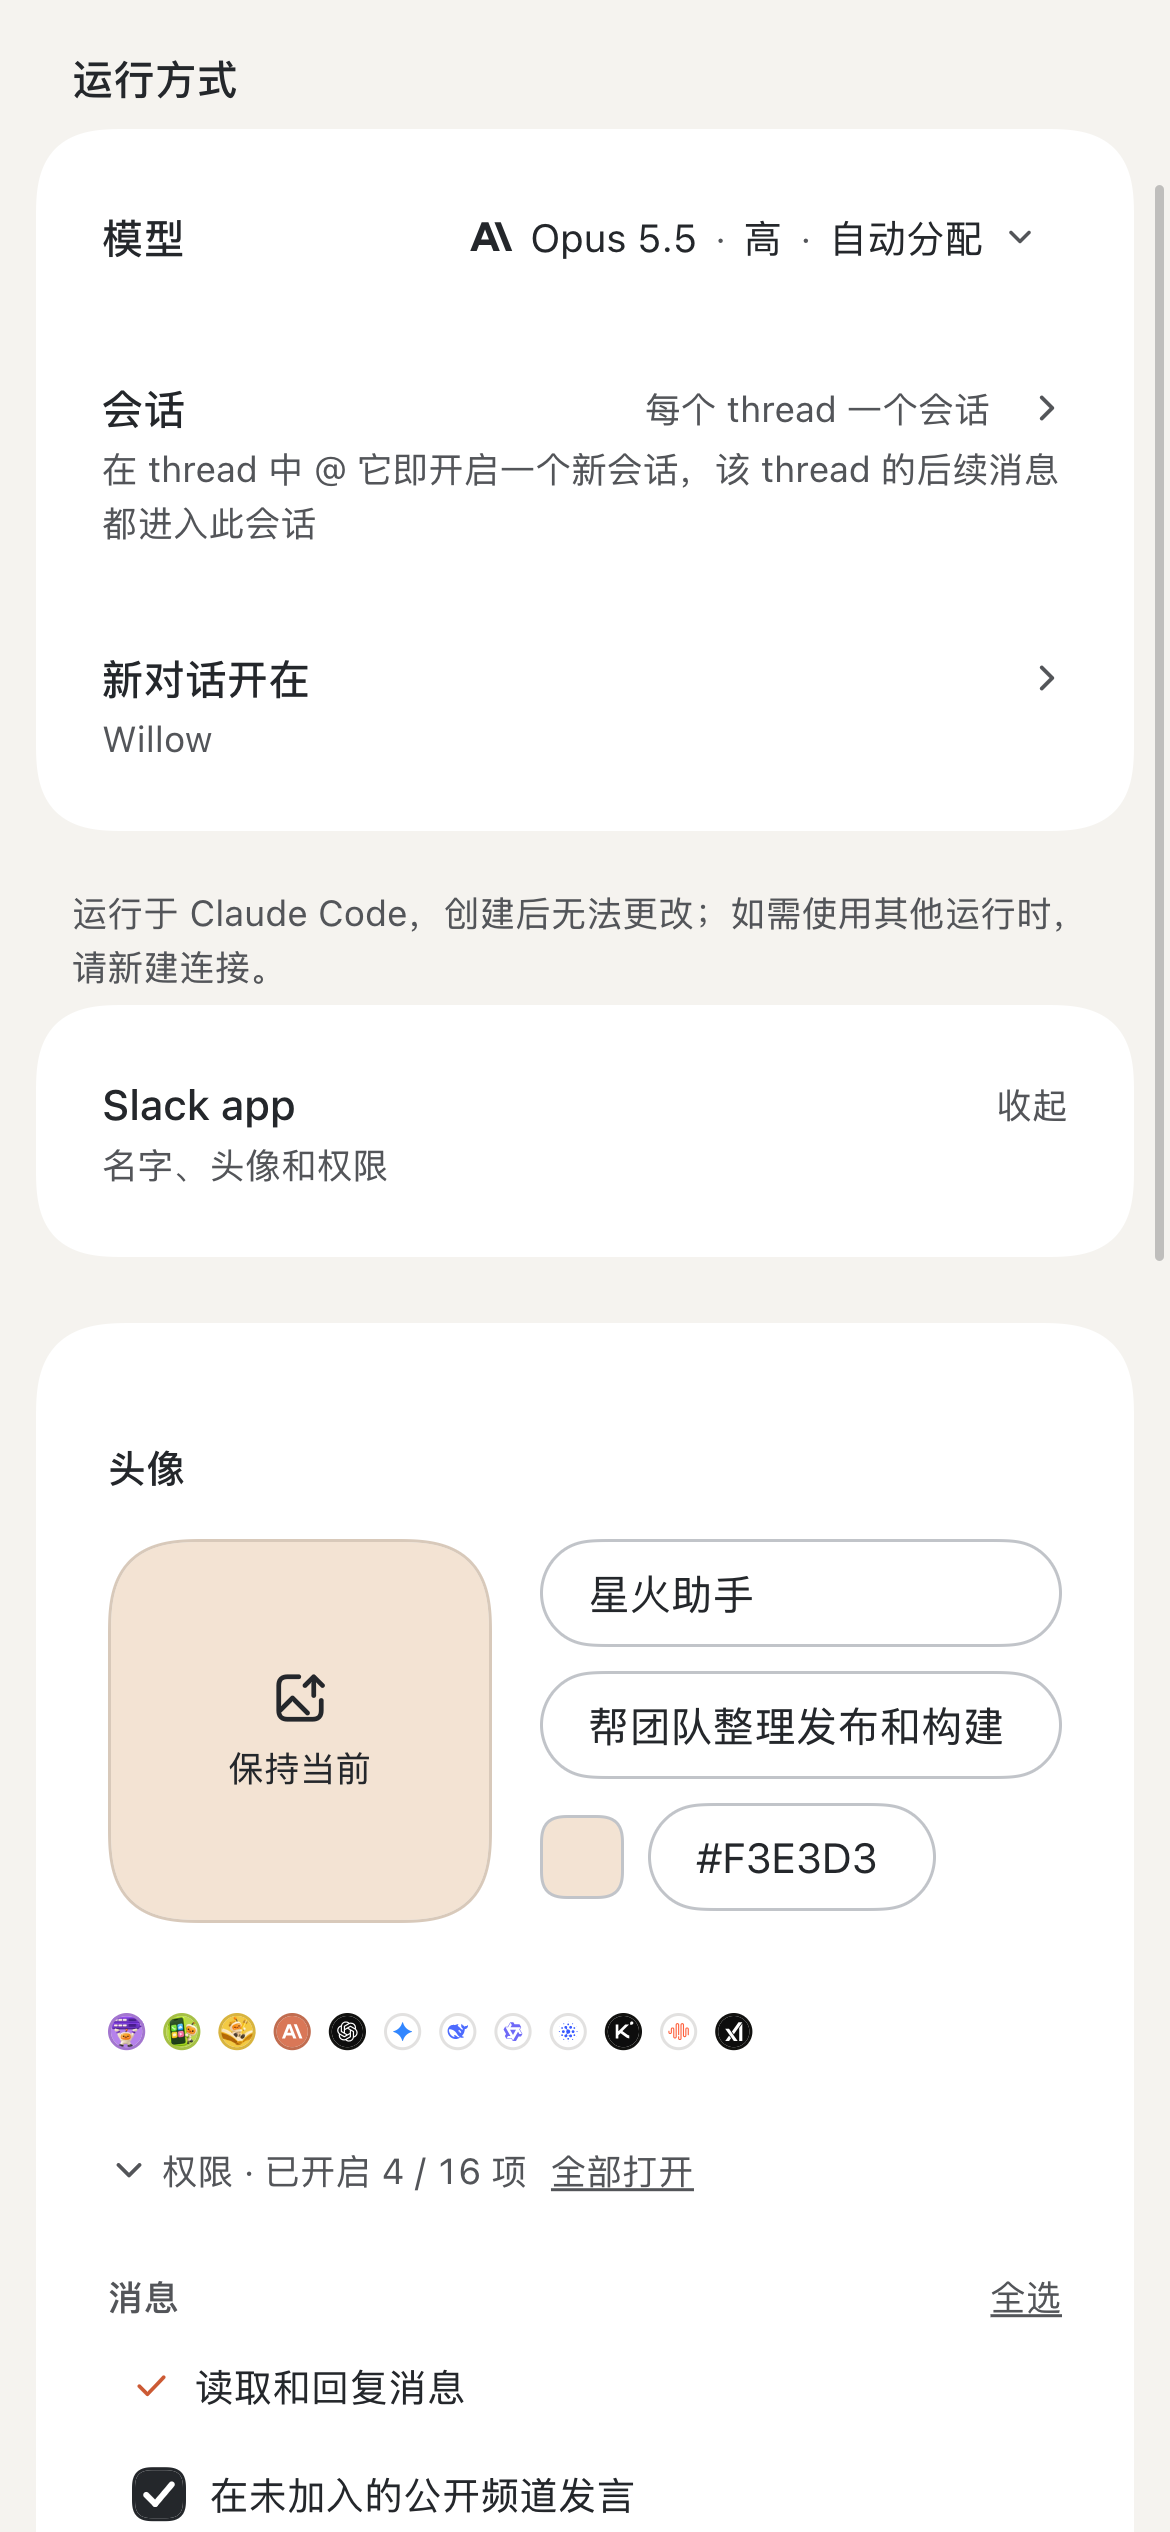 运行方式
模型
Opus 5.5 · 高 · 自动分配
会话
每个 thread 一个会话
在 thread 中 @ 它即开启一个新会话，该 thread 的后续消息
都进入此会话
新对话开在
Willow
运行于 Claude Code，创建后无法更改；如需使用其他运行时，
请新建连接。
Slack app
收起
名字、头像和权限
头像
保持当前
星火助手
帮团队整理发布和构建
#F3E3D3
权限 · 已开启 4 / 16 项 全部打开
消息
全选
读取和回复消息
在未加入的公开频道发言